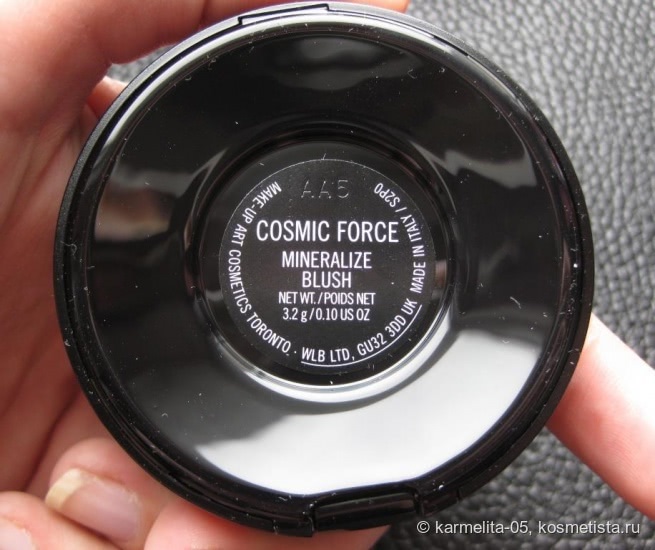 AA5
COSMIC FORCE
MINERALIZE
BLUSH
NET WT. / POIDS NET
3.2 g / 0.10 US OZ
MAKE-UP ART COSMETICS TORONTO. · WLB LTD, GU32 3DD UK MADE IN ITALY / S2P0
© karmelita-05, kosmetista.ru